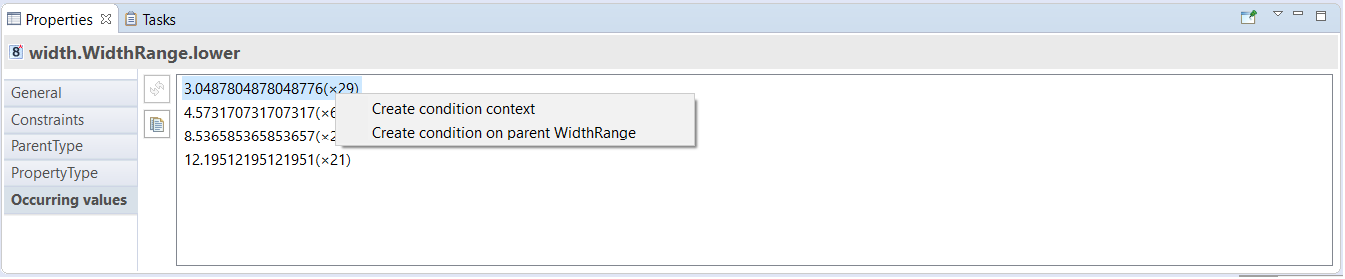 Properties
Tasks
width.WidthRange.lower
General
Constraints
ParentType
PropertyType
Occurring values
3.0487804878048776(×29)
4.573170731707317(×6
8.536585365853657(×2
12.19512195121951(×21)
Create condition context
Create condition on parent WidthRange